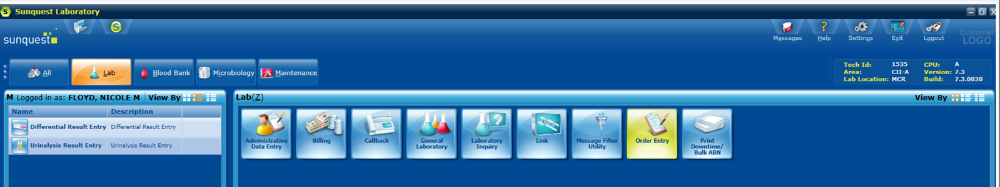 Sunquest Laboratory
sunquest
Messages
Help
Settings
Exit
Logout
Customer
LOGO
All
Lab
Blood Bank
Microbiology
Maintenance
Tech Id: 1535 CPU: A
Area: CII-A Version: 7.3
Lab Location: MCR Build: 7.3.0030
M Logged in as: FLOYD, NICOLE M View By
Name Description
Differential Result Entry Differential Result Entry
Urinalysis Result Entry Urinalysis Result Entry
Lab(Z) View By
Administrative
Data Entry
Billing
Callback
General
Laboratory
Laboratory
Inquiry
Link
Message Filter
Utility
Order Entry
Print
Downtime/
Bulk ABN